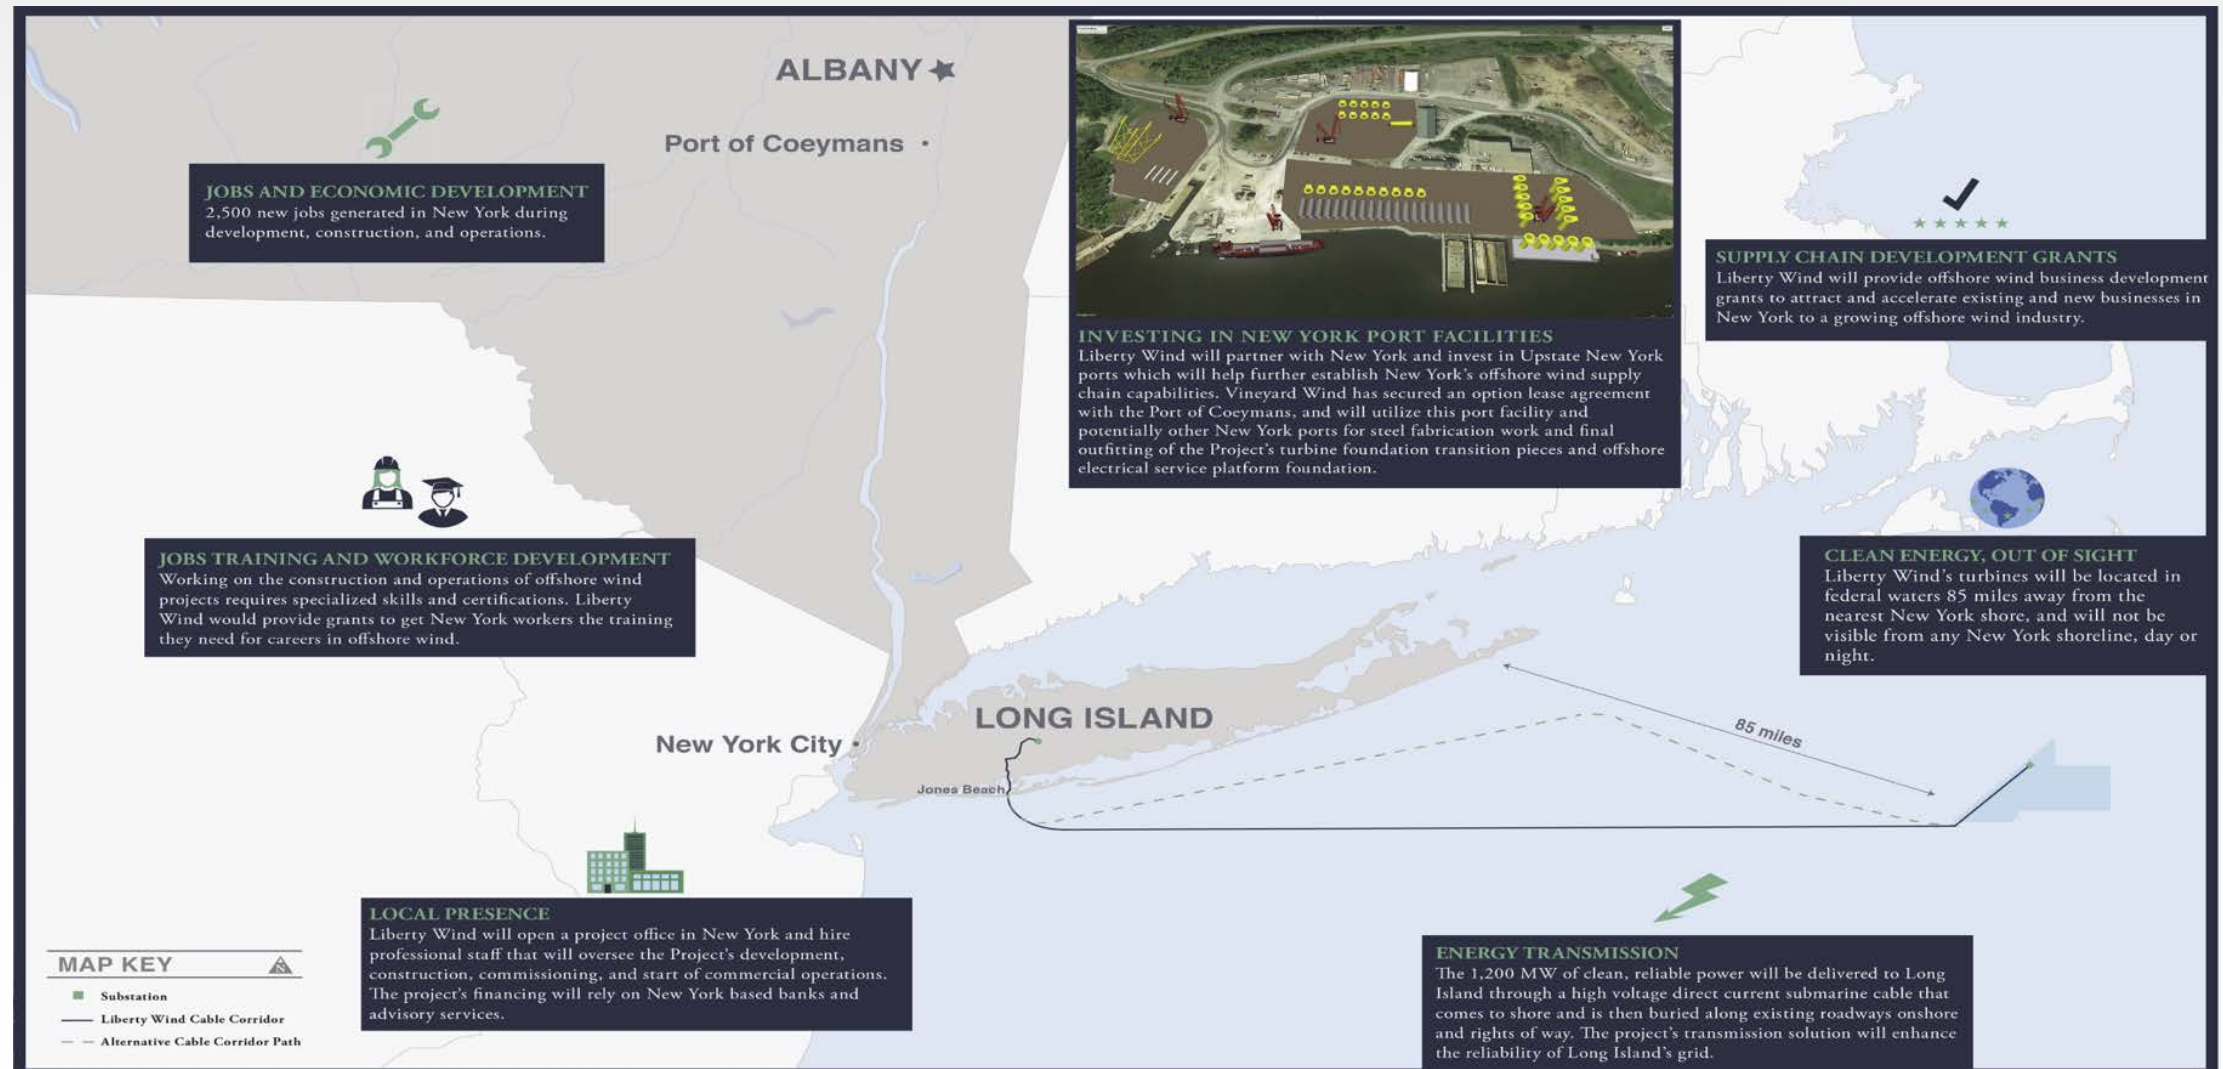 ALBANY
Port of Coeymans
JOBS AND ECONOMIC DEVELOPMENT
2,500 new jobs generated in New York during
development, construction, and operations.
INVESTING IN NEW YORK PORT FACILITIES
Liberty Wind will partner with New York and invest in Upstate New York
ports which will help further establish New York's offshore wind supply
chain capabilities. Vineyard Wind has secured an option lease agreement
with the Port of Coeymans, and will utilize this port facility and
potentially other New York ports for steel fabrication work and final
outfitting of the Project's turbine foundation transition pieces and offshore
electrical service platform foundation.
SUPPLY CHAIN DEVELOPMENT GRANTS
Liberty Wind will provide offshore wind business development
grants to attract and accelerate existing and new businesses in
New York to a growing offshore wind industry.
JOBS TRAINING AND WORKFORCE DEVELOPMENT
Working on the construction and operations of offshore wind
projects requires specialized skills and certifications. Liberty
Wind would provide grants to get New York workers the training
they need for careers in offshore wind.
CLEAN ENERGY, OUT OF SIGHT
Liberty Wind's turbines will be located in
federal waters 85 miles away from the
nearest New York shore, and will not be
visible from any New York shoreline, day or
night.
LONG ISLAND
New York City
Jones Beach
85 miles
LOCAL PRESENCE
Liberty Wind will open a project office in New York and hire
professional staff that will oversee the Project's development,
construction, commissioning, and start of commercial operations.
The project's financing will rely on New York based banks and
advisory services.
ENERGY TRANSMISSION
The 1,200 MW of clean, reliable power will be delivered to Long
Island through a high voltage direct current submarine cable that
comes to shore and is then buried along existing roadways onshore
and rights of way. The project's transmission solution will enhance
the reliability of Long Island's grid.
MAP KEY N
Substation
Liberty Wind Cable Corridor
Alternative Cable Corridor Path